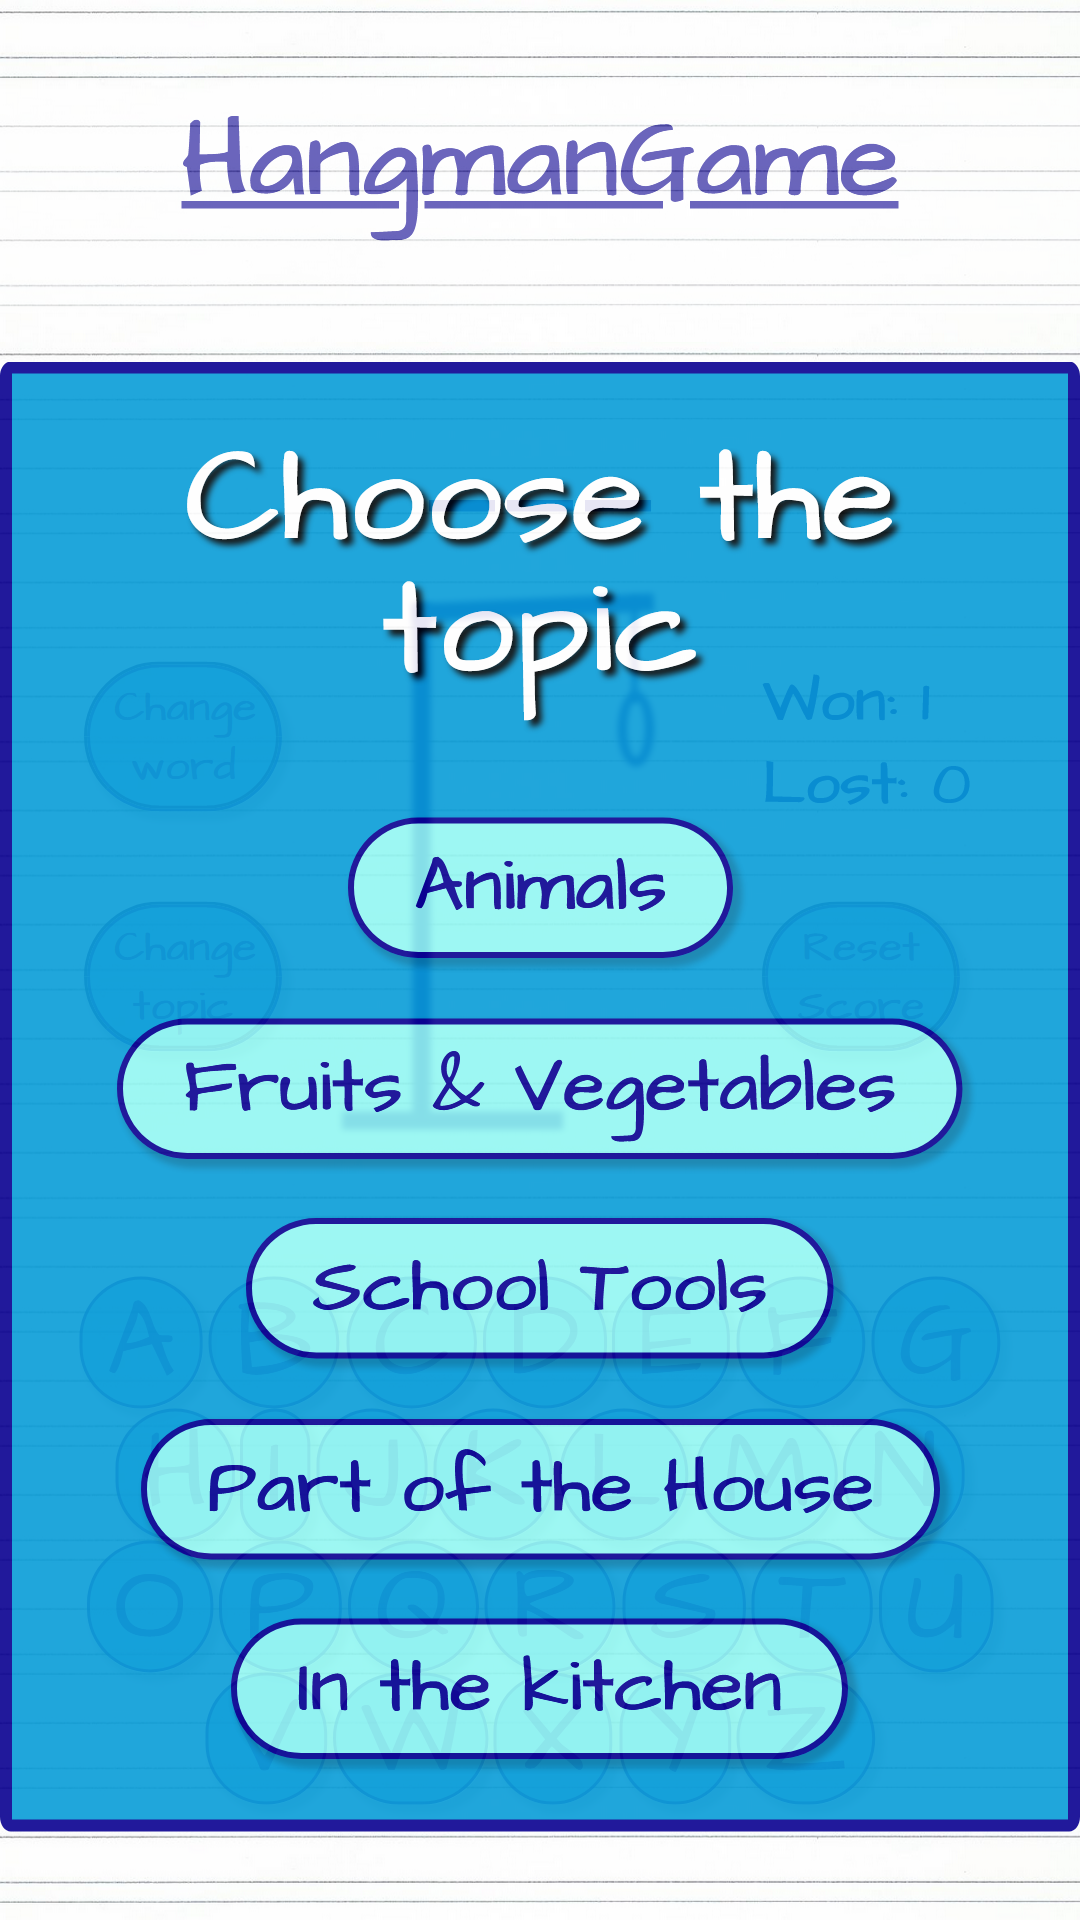 HangmanGame
Choose the
topic
Change
word
Won: 1
Lost: 0
Animals
Change
topic
Reset
Score
Fruits & Vegetables
School Tools
A B C D E F G
Part of the House
H I J K L M N
O P Q R S T U
In the kitchen
V W X Y Z